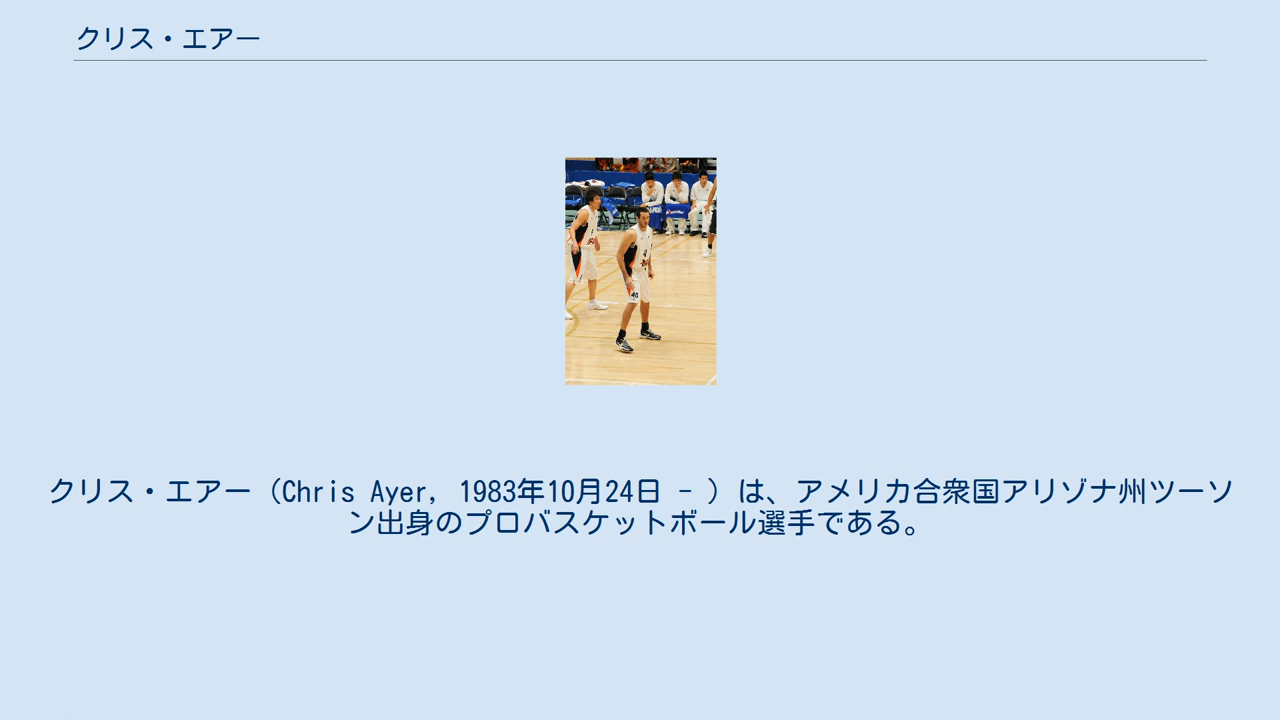 クリス・エアー
クリス・エアー（Chris Ayer, 1983年10月24日 - ）は、アメリカ合衆国アリゾナ州ツーソ
ン出身のプロバスケットボール選手である。